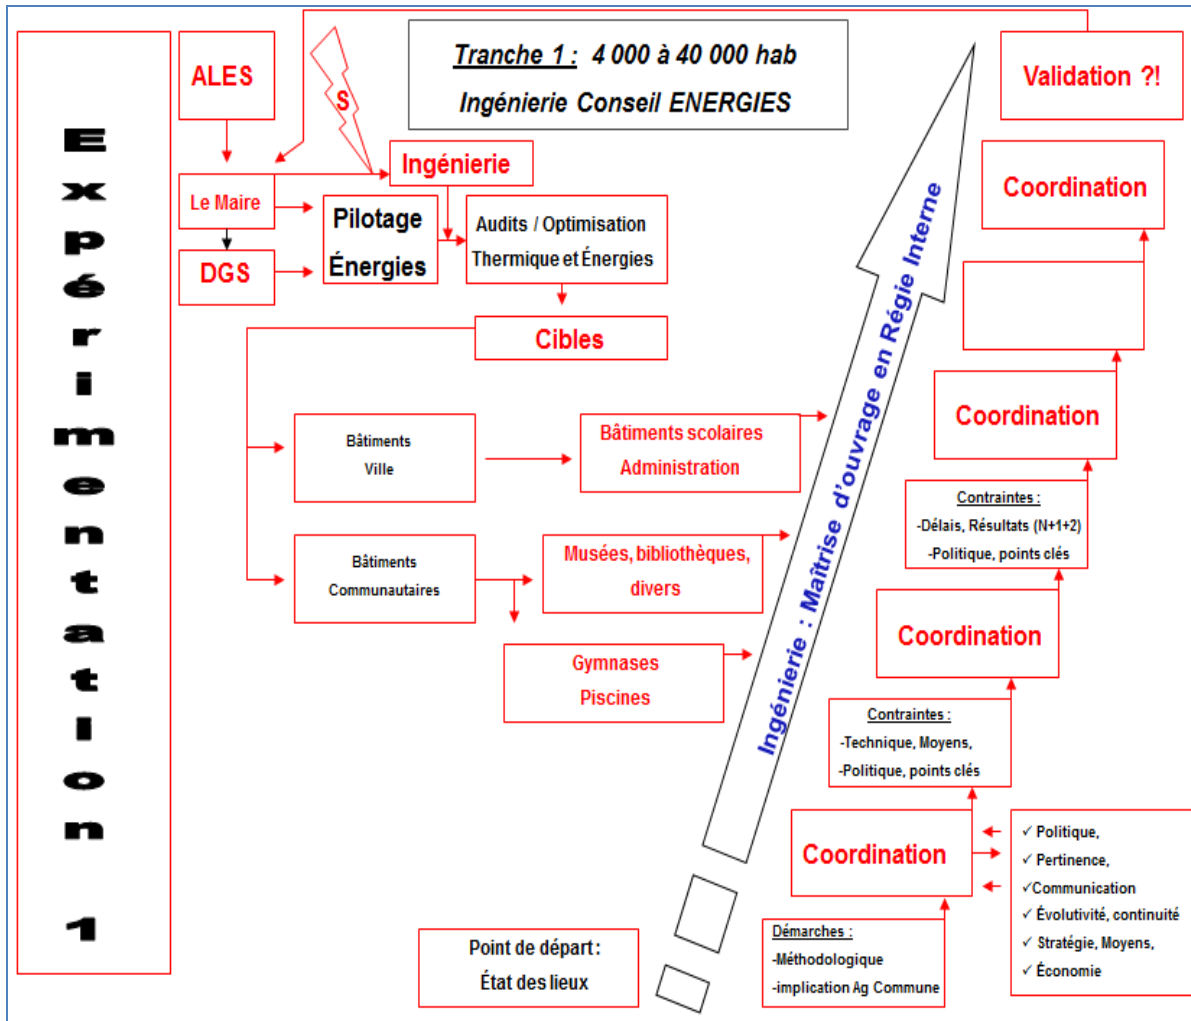 Expérimentation 1
ALES
S
Tranche 1 : 4 000 à 40 000 hab
Ingénierie Conseil ENERGIES
Validation ?!
Ingénierie
Le Maire
Pilotage
Énergies
Audits / Optimisation
Thermique et Énergies
DGS
Cibles
Bâtiments
Ville
Bâtiments scolaires
Administration
Bâtiments
Communautaires
Musées, bibliothèques,
divers
Gymnases
Piscines
Ingénierie : Maîtrise d'ouvrage en Régie Interne
Coordination
Coordination
Contraintes :
-Délais, Résultats (N+1+2)
-Politique, points clés
Coordination
Contraintes :
-Technique, Moyens,
-Politique, points clés
Coordination
✓ Politique,
✓ Pertinence,
✓Communication
✓ Évolutivité, continuité
✓ Stratégie, Moyens,
✓ Économie
Démarches :
-Méthodologique
-implication Ag Commune
Point de départ :
État des lieux